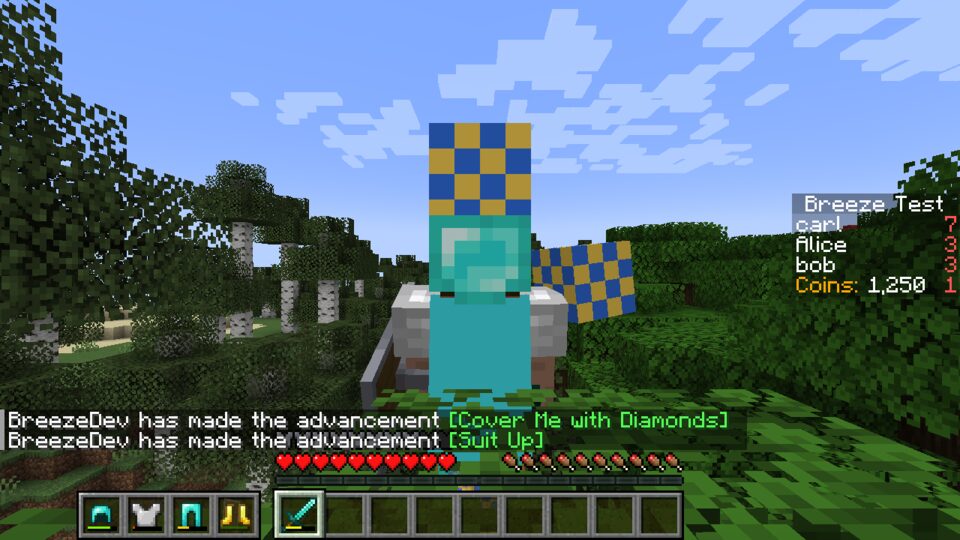 Breeze Test
carl 7
Alice 3
bob 3
Coins: 1,250 1
BreezeDev has made the advancement [Cover Me with Diamonds]
BreezeDev has made the advancement [Suit Up]